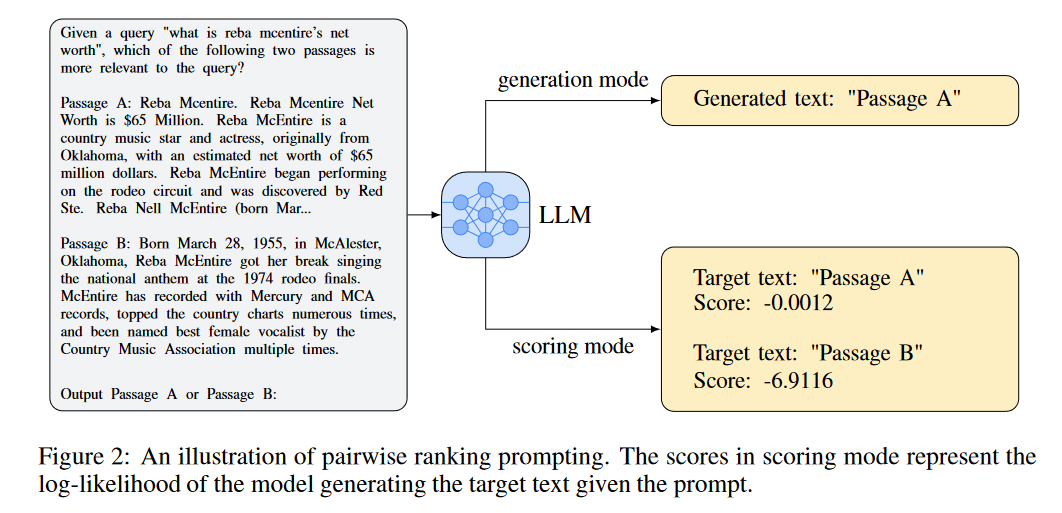 Given a query "what is reba mcentire's net
worth", which of the following two passages is
more relevant to the query?
Passage A: Reba Mcentire. Reba Mcentire Net
Worth is $65 Million. Reba McEntire is a
country music star and actress, originally from
Oklahoma, with an estimated net worth of $65
million dollars. Reba McEntire began performing
on the rodeo circuit and was discovered by Red
Ste. Reba Nell McEntire (born Mar...
Passage B: Born March 28, 1955, in McAlester,
Oklahoma, Reba McEntire got her break singing
the national anthem at the 1974 rodeo finals.
McEntire has recorded with Mercury and MCA
records, topped the country charts numerous times,
and been named best female vocalist by the
Country Music Association multiple times.
Output Passage A or Passage B:
LLM
generation mode
Generated text: "Passage A"
scoring mode
Target text: "Passage A"
Score: -0.0012
Target text: "Passage B"
Score: -6.9116
Figure 2: An illustration of pairwise ranking prompting. The scores in scoring mode represent the
log-likelihood of the model generating the target text given the prompt.